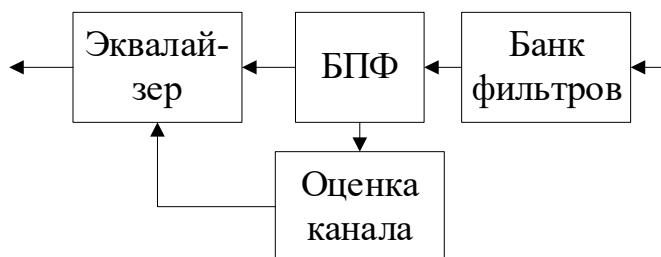 Эквалай-
зер
БПФ
Банк
фильтров
Оценка
канала